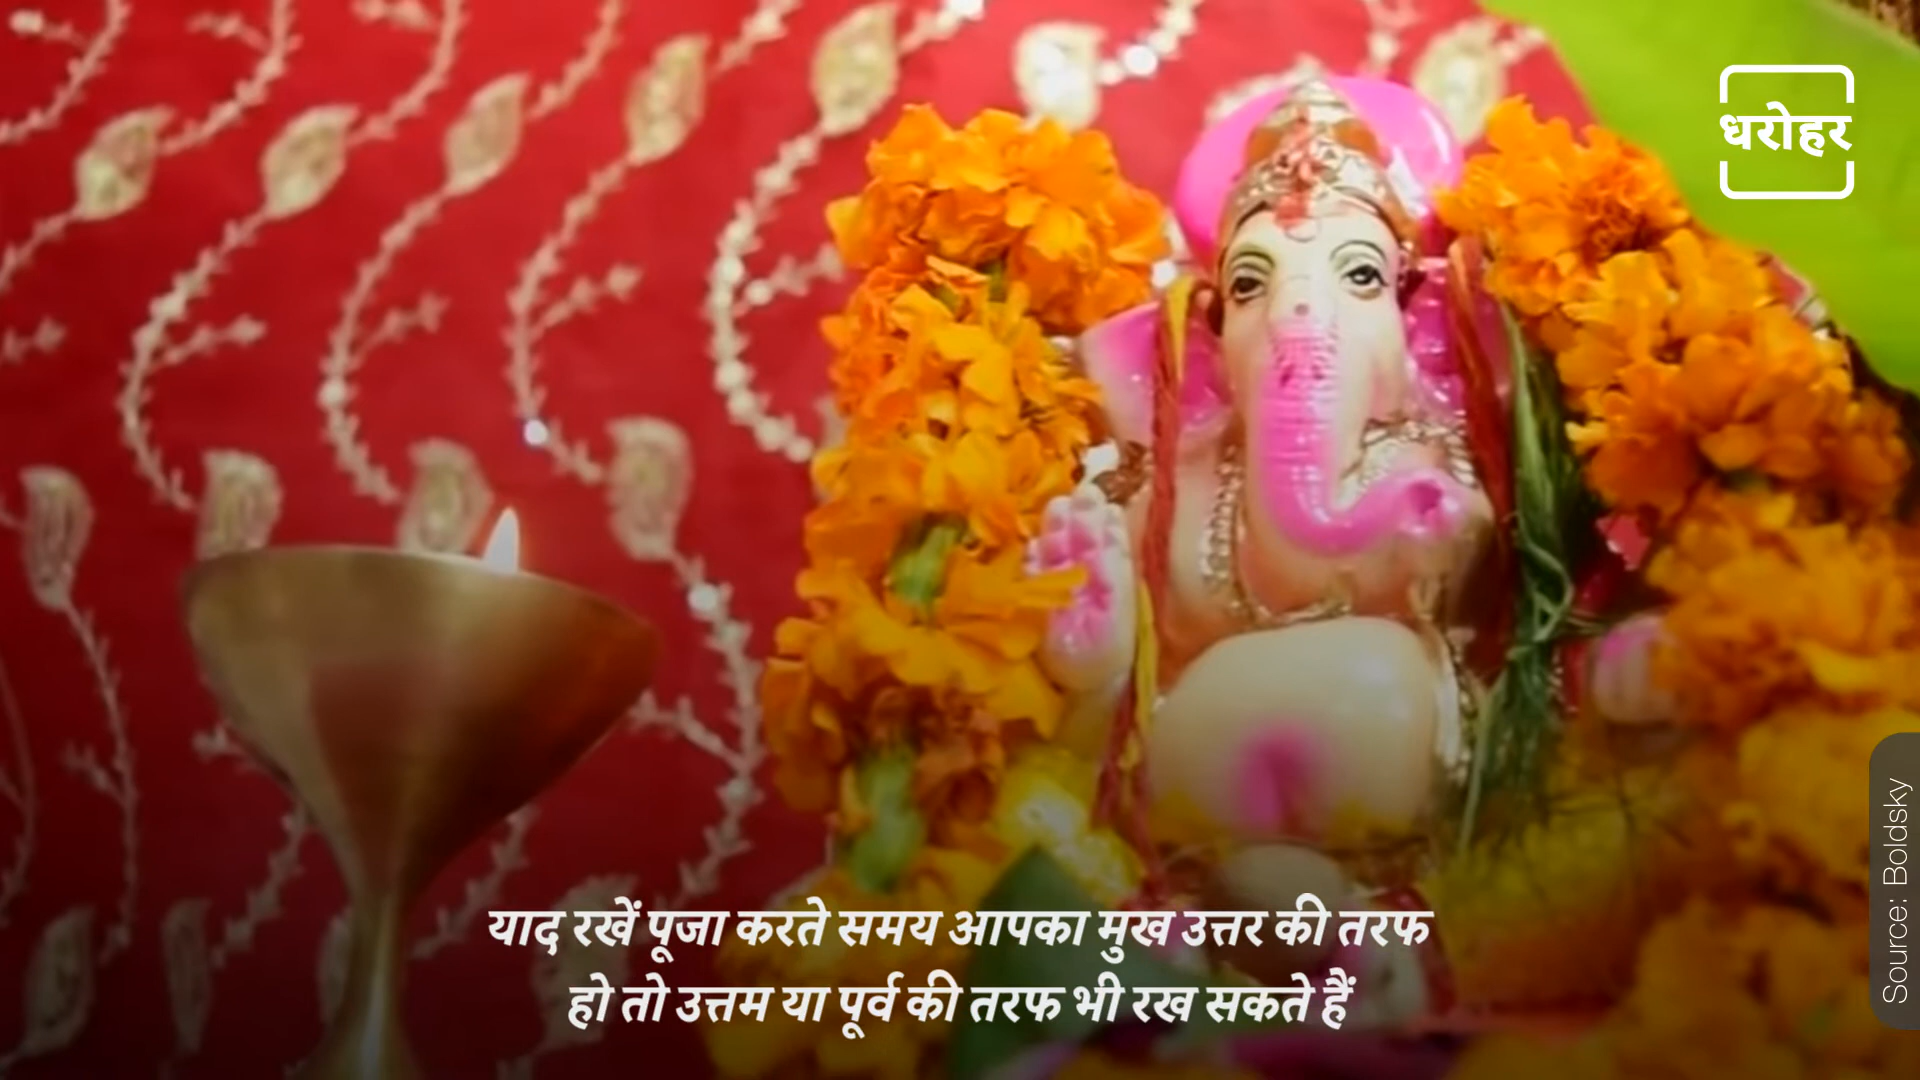 धरोहर
याद रखें पूजा करते समय आपका मुख उत्तर की तरफ
हो तो उत्तम या पूर्व की तरफ भी रख सकते हैं
Source: Boldsky